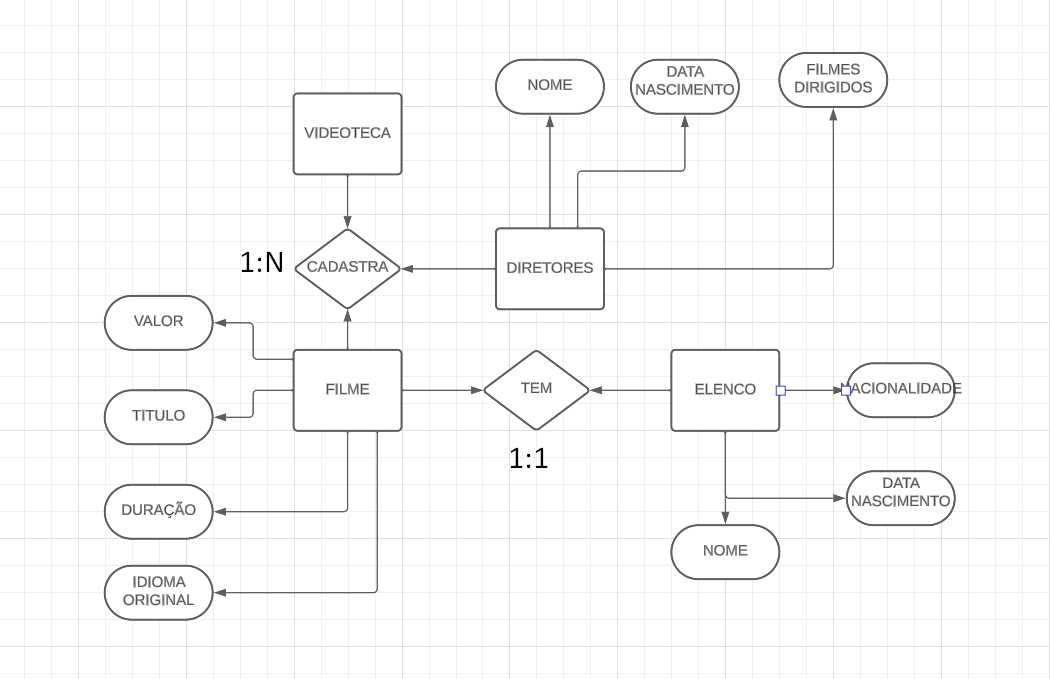 NOME
DATA
NASCIMENTO
FILMES
DIRIGIDOS
VIDEOTECA
1:N
CADASTRA
DIRETORES
VALOR
FILME
TEM
ELENCO
NACIONALIDADE
TÍTULO
1:1
DURAÇÃO
DATA
NASCIMENTO
NOME
IDIOMA
ORIGINAL